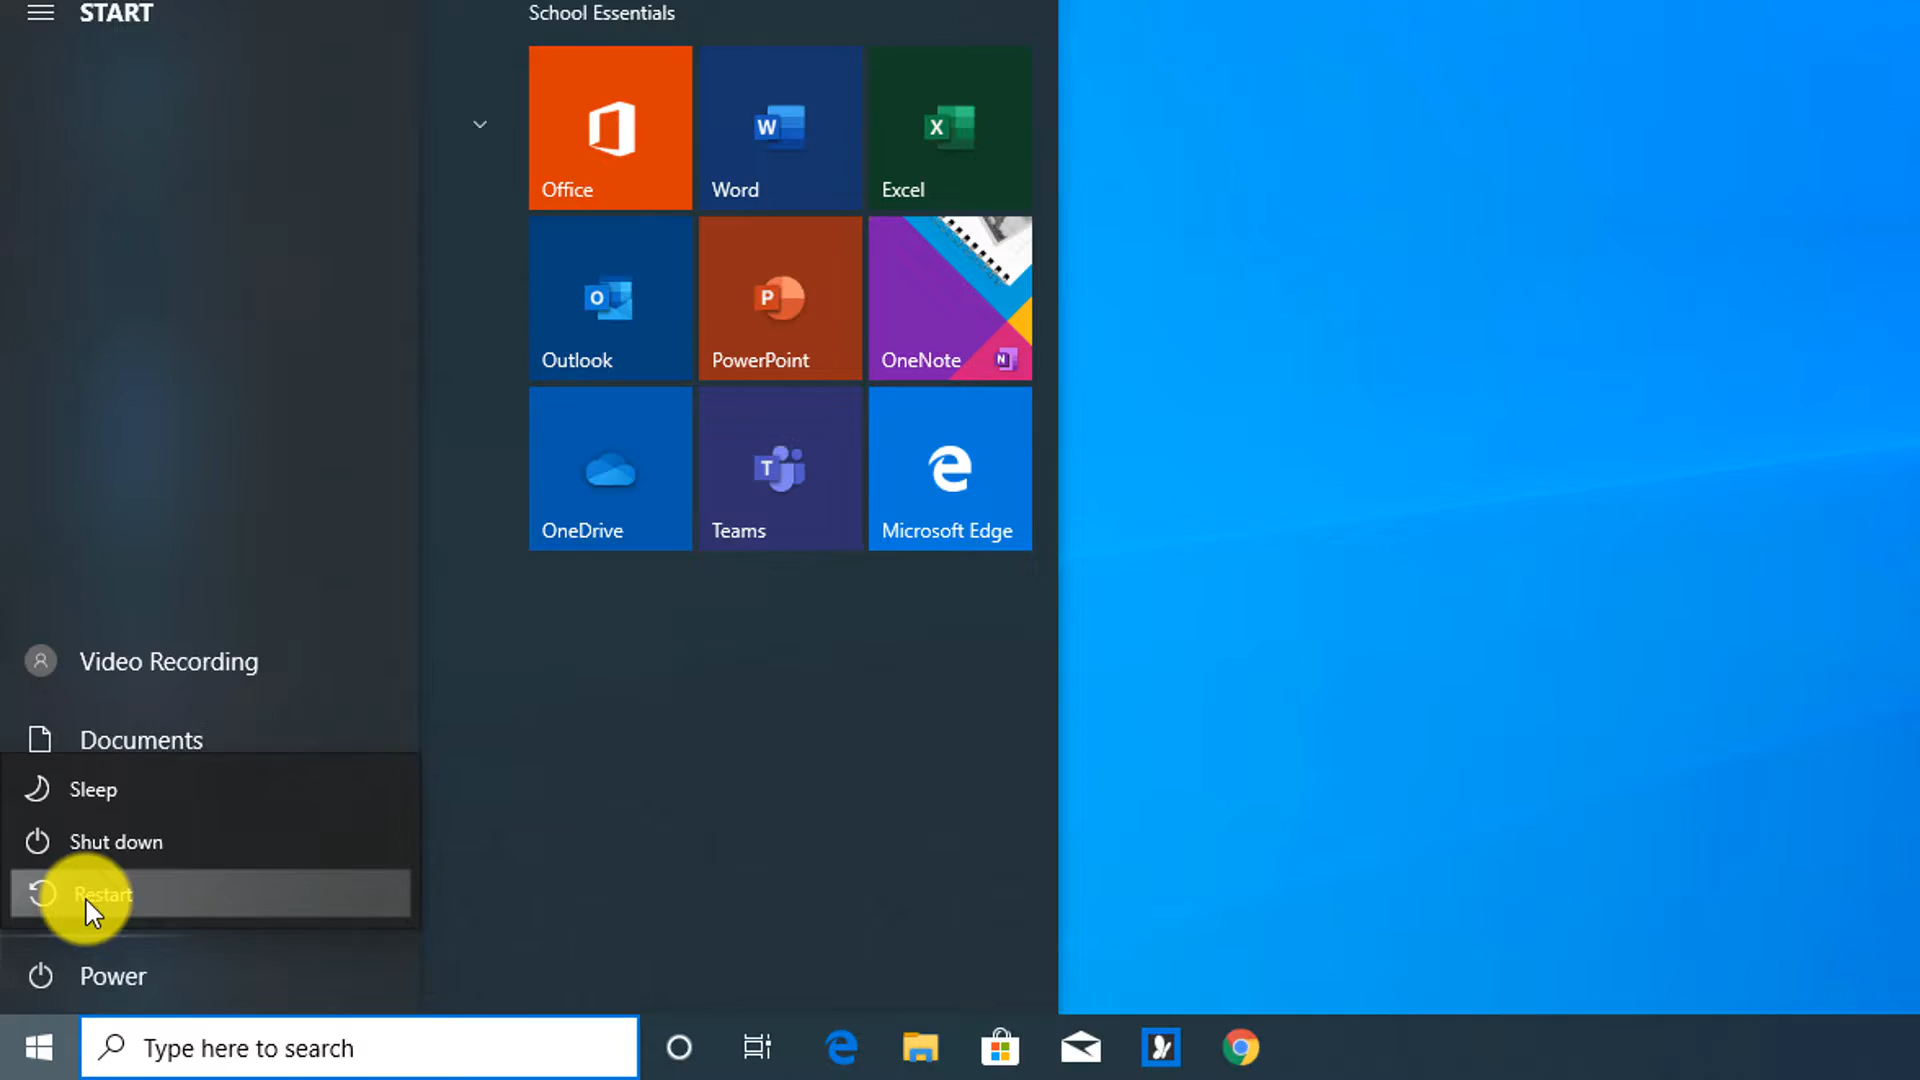 START
School Essentials
Office
Word
Excel
Outlook
PowerPoint
OneNote
OneDrive
Teams
Microsoft Edge
Video Recording
Documents
Sleep
Shut down
Restart
Power
Type here to search